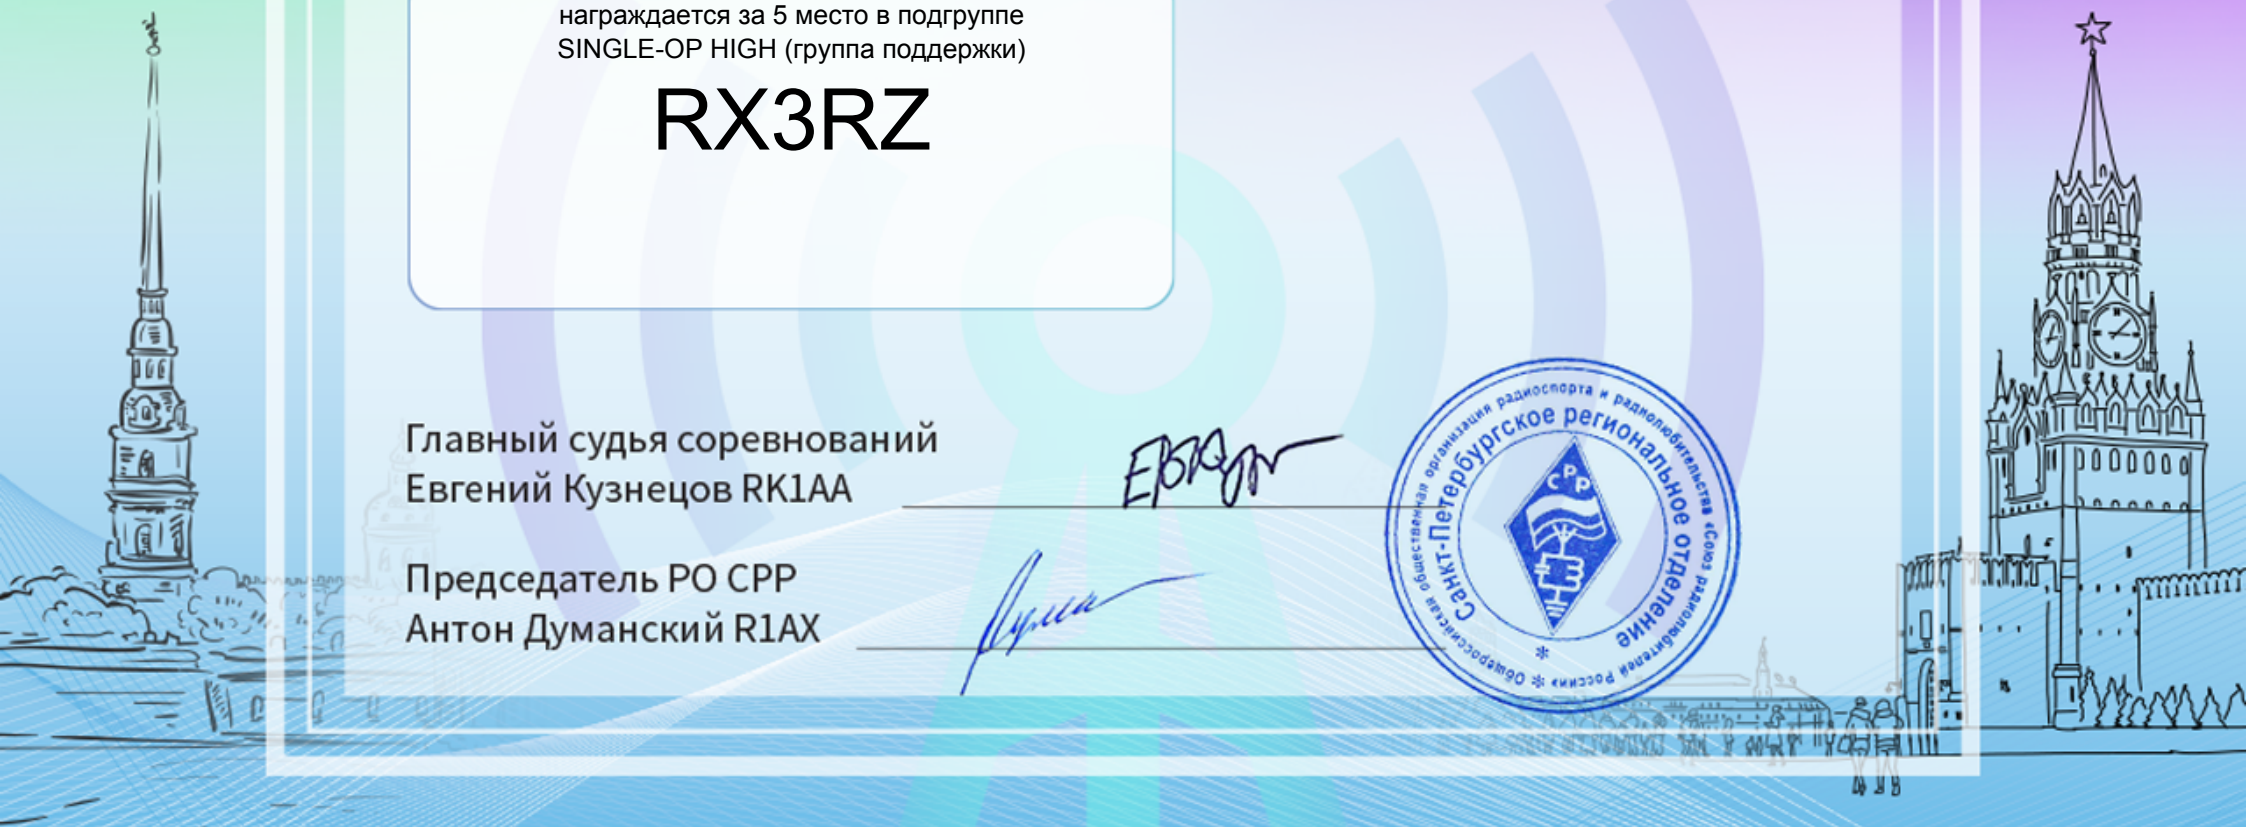 награждается за 5 место в подгруппе
SINGLE-OP HIGH (группа поддержки)
RX3RZ
Главный судья соревнований
Евгений Кузнецов RK1AA
Председатель РО СРР
Антон Думанский R1AX
Общероссийская общественная организация радиоспорта и радиолюбительства «Союз радиолюбителей России»
Санкт-Петербургское региональное отделение
СРР